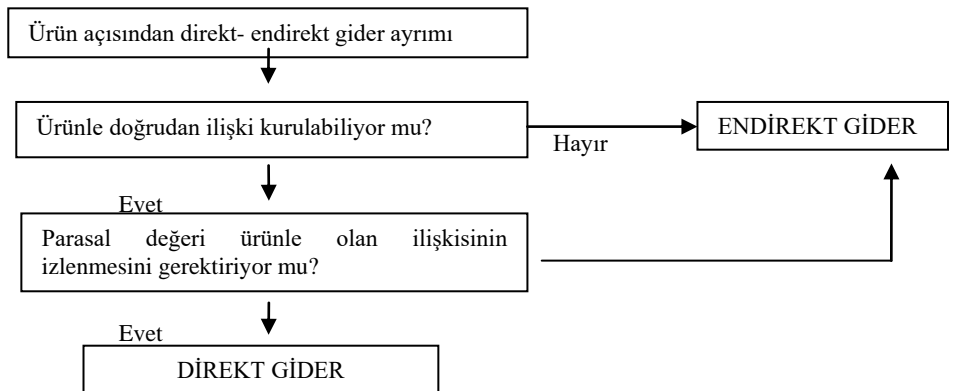 Ürün açısından direkt- endirekt gider ayrımı
Ürünle doğrudan ilişki kurulabiliyor mu?
Hayır
ENDİREKT GİDER
Evet
Parasal değeri ürünle olan ilişkisinin
izlenmesini gerektiriyor mu?
Evet
DİREKT GİDER